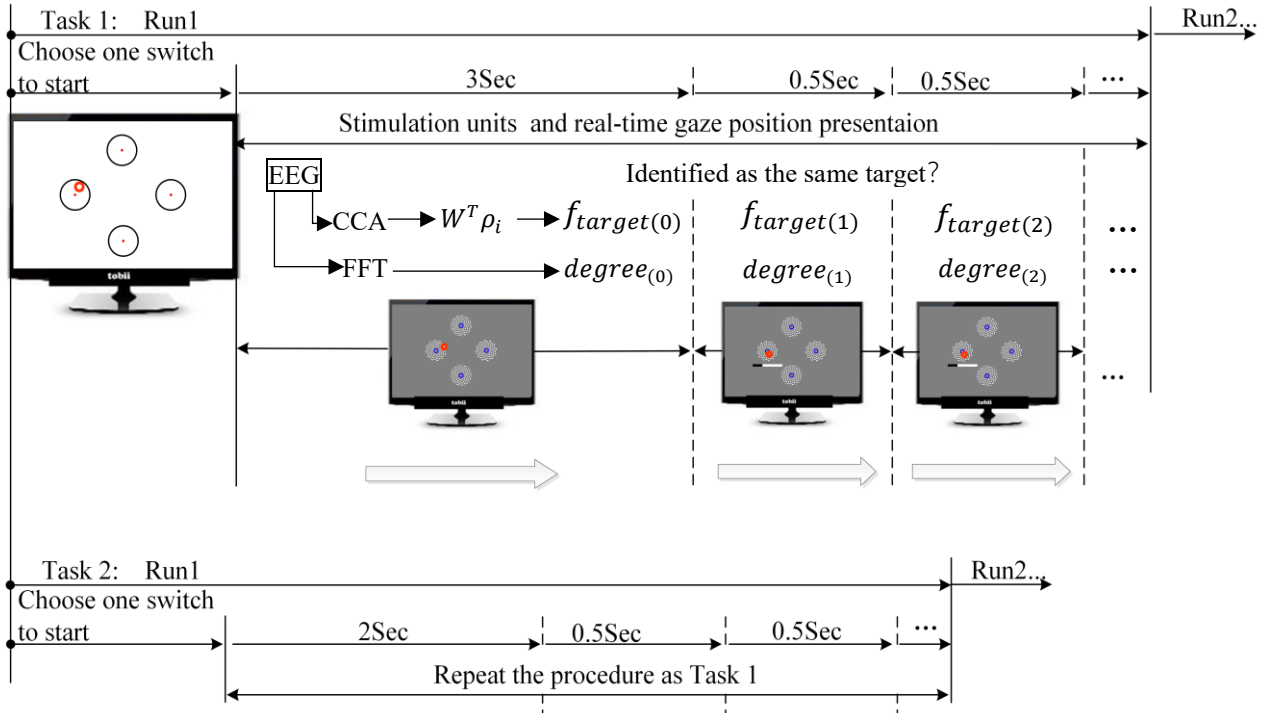 Task 1: Run1
Run2...
Choose one switch
to start
3Sec
0.5Sec
0.5Sec
...
Stimulation units and real-time gaze position presentaion
EEG
Identified as the same target?
CCA
W^T ρ_i
f_target(0)
f_target(1)
f_target(2)
...
FFT
degree_(0)
degree_(1)
degree_(2)
...
tobii
tobii
tobii
tobii
...
Task 2: Run1
Run2...
Choose one switch
to start
2Sec
0.5Sec
0.5Sec
...
Repeat the procedure as Task 1